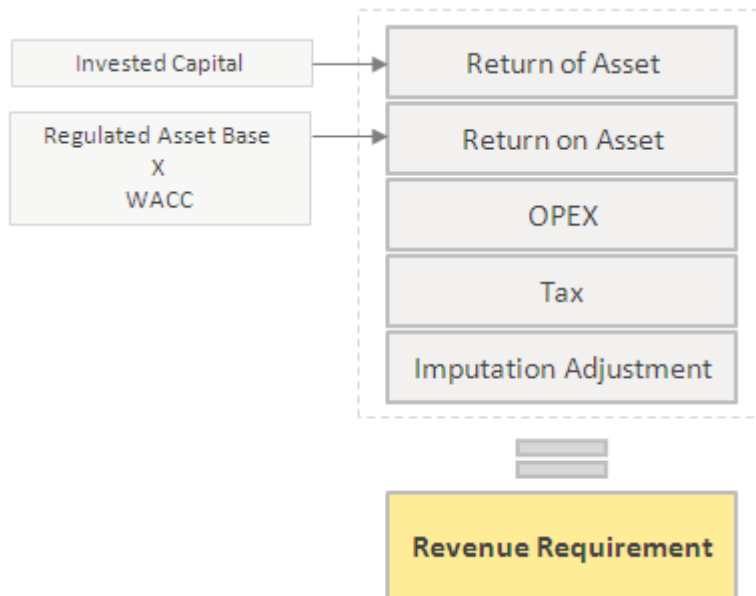 Invested Capital
Return of Asset
Regulated Asset Base
X
WACC
Return on Asset
OPEX
Tax
Imputation Adjustment
Revenue Requirement